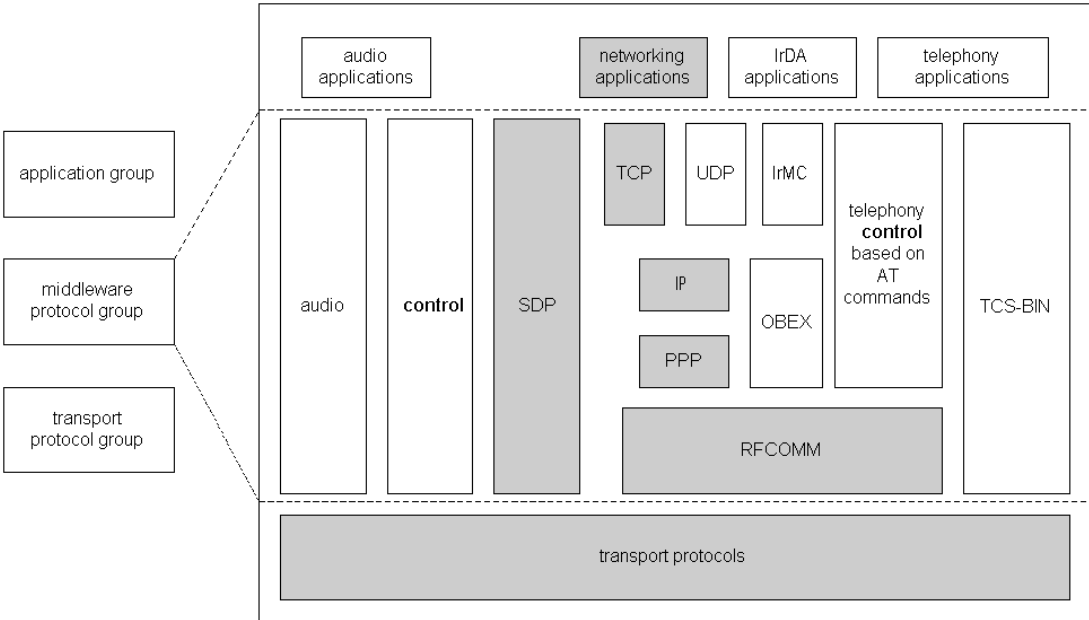 audio
applications
networking
applications
IrDA
applications
telephony
applications
application group
middleware
protocol group
transport
protocol group
audio
control
SDP
TCP
UDP
IrMC
IP
PPP
OBEX
telephony
control
based on
AT
commands
TCS-BIN
RFCOMM
transport protocols